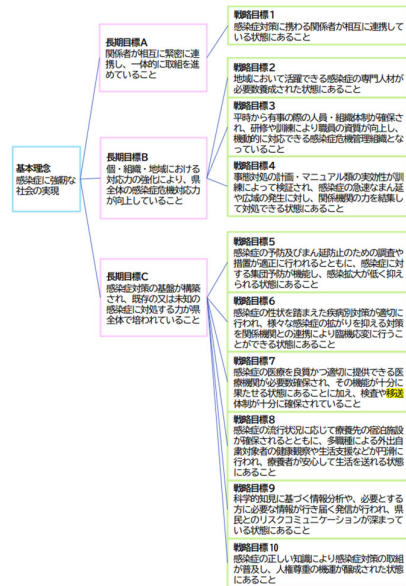 基本理念
感染症に強靭な
社会の実現
長期目標A
関係者が相互に緊密に連
携し、一体的に取組を進
めていること
長期目標B
個・組織・地域における
対応力の強化により、県
全体の感染症危機対応力
が向上していること
長期目標C
感染症対策の基盤が構築
され、既存の又は未知の
感染症に対処する力が県
全体で培われていること
戦略目標1
感染症対策に携わる関係者が相互に連携して
いる状態にあること
戦略目標2
地域において活躍できる感染症の専門人材が
必要数養成された状態にあること
戦略目標3
平時から有事の際の人員・組織体制が確保さ
れ、研修や訓練により職員の資質が向上し、
機動的に対応できる感染症危機管理組織とな
っていること
戦略目標4
事態対処の計画・マニュアル類の実効性が訓
練によって検証され、感染症の急速なまん延
や広域の発生に対し、関係機関の力を結集し
て対処できる状態にあること
戦略目標5
感染症の予防及びまん延防止のための調査や
措置が適正に行われるとともに、感染症に対
する集団予防が機能し、感染拡大が低く抑え
られる状態にあること
戦略目標6
感染症の性状を踏まえた疾病別対策が適切に
行われ、様々な感染症の拡がりを抑える対策
を関係機関との連携により臨機応変に行うこ
とができる状態にあること
戦略目標7
感染症の医療を良質かつ適切に提供できる医
療機関が必要数確保され、その機能が十分に
果たせる状態にあることに加え、検査や移送
体制が十分に確保されていること
戦略目標8
感染症の流行状況に応じて療養先の宿泊施設
が確保されるとともに、多職種による外出自
粛対象者の健康観察や生活支援などが円滑に
行われ、療養者が安心して生活を送れる状態
にあること
戦略目標9
科学的知見に基づく情報分析や、必要とする
方に必要な情報が行き届く発信が行われ、県
民とのリスクコミュニケーションが深まって
いる状態にあること
戦略目標10
感染症の正しい知識により感染症対策の取組
が普及し、人権尊重の機運が醸成された状態
にあること